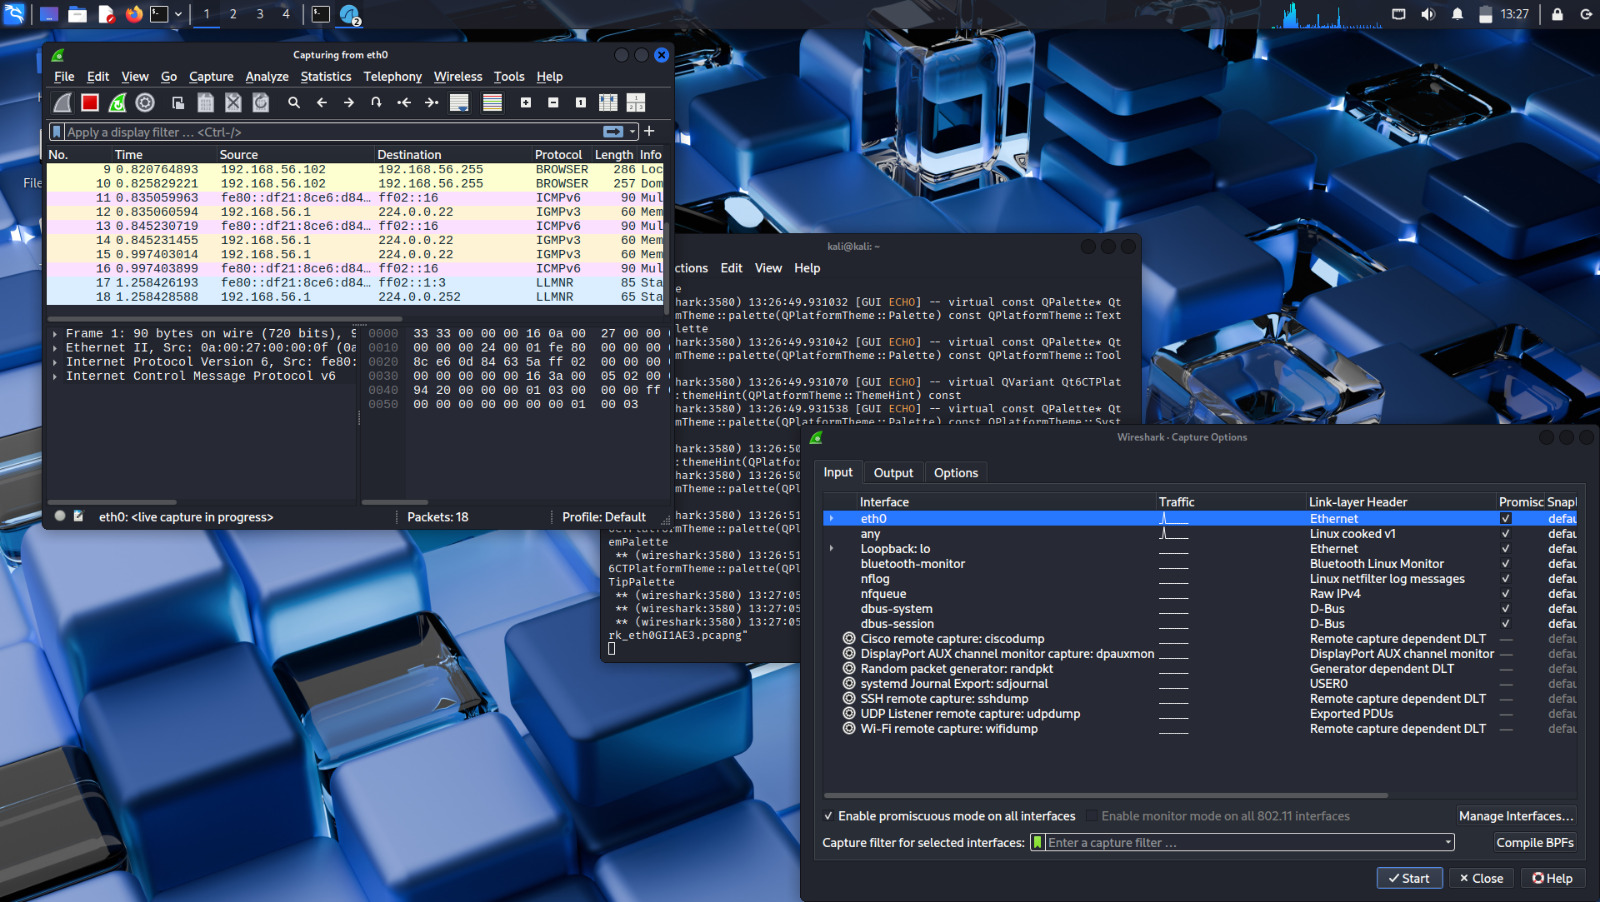 1 2 3 4
2
13:27
File
Capturing from eth0
File Edit View Go Capture Analyze Statistics Telephony Wireless Tools Help
Apply a display filter … <Ctrl-/>
No. Time Source Destination Protocol Length Info
9 0.820764893 192.168.56.102 192.168.56.255 BROWSER 286 Loc
10 0.825829221 192.168.56.102 192.168.56.255 BROWSER 257 Dom
11 0.835059963 fe80::df21:8ce6:d84… ff02::16 ICMPv6 90 Mul
12 0.835060594 192.168.56.1 224.0.0.22 IGMPv3 60 Mem
13 0.845230719 fe80::df21:8ce6:d84… ff02::16 ICMPv6 90 Mul
14 0.845231455 192.168.56.1 224.0.0.22 IGMPv3 60 Mem
15 0.997403014 192.168.56.1 224.0.0.22 IGMPv3 60 Mem
16 0.997403899 fe80::df21:8ce6:d84… ff02::16 ICMPv6 90 Mul
17 1.258426193 fe80::df21:8ce6:d84… ff02::1:3 LLMNR 85 Sta
18 1.258428588 192.168.56.1 224.0.0.252 LLMNR 65 Sta
Frame 1: 90 bytes on wire (720 bits), 9
Ethernet II, Src: 0a:00:27:00:00:0f (0a
Internet Protocol Version 6, Src: fe80:
Internet Control Message Protocol v6
0000 33 33 00 00 00 16 0a 00 27 00 00 0
0010 00 00 00 24 00 01 fe 80 00 00 00 0
0020 8c e6 0d 84 63 5a ff 02 00 00 00 0
0030 00 00 00 00 00 16 3a 00 05 02 00 0
0040 94 20 00 00 00 01 03 00 00 00 ff 0
0050 00 00 00 00 00 00 00 01 00 03
eth0: <live capture in progress> Packets: 18 Profile: Default
kali@kali: ~
ctions Edit View Help
e
hark:3580) 13:26:49.931032 [GUI ECHO] -- virtual const QPalette* Qt
rmTheme::palette(QPlatformTheme::Palette) const QPlatformTheme::Text
lette
hark:3580) 13:26:49.931042 [GUI ECHO] -- virtual const QPalette* Qt
rmTheme::palette(QPlatformTheme::Palette) const QPlatformTheme::Tool
hark:3580) 13:26:49.931070 [GUI ECHO] -- virtual QVariant Qt6CTPlat
:themeHint(QPlatformTheme::ThemeHint) const
hark:3580) 13:26:49.931538 [GUI ECHO] -- virtual const QPalette* Qt
rmTheme::palette(QPlatformTheme::Palette) const QPlatformTheme::Syst
hark:3580) 13:26:50
:themeHint(QPlatfor
hark:3580) 13:26:50
rmTheme::palette(QPl
hark:3580) 13:26:51
rmTheme::palette(QPl
emPalette
** (wireshark:3580) 13:26:51
6CTPlatformTheme::palette(QPl
TipPalette
** (wireshark:3580) 13:27:05
** (wireshark:3580) 13:27:05
** (wireshark:3580) 13:27:05
rk_eth0GI1AE3.pcapng"
Wireshark · Capture Options
Input Output Options
Interface Traffic Link-layer Header Promisc Snapl
eth0 Ethernet defau
any Linux cooked v1 defau
Loopback: lo Ethernet defau
bluetooth-monitor Bluetooth Linux Monitor defau
nflog Linux netfilter log messages defau
nfqueue Raw IPv4 defau
dbus-system D-Bus defau
dbus-session D-Bus defau
Cisco remote capture: ciscodump Remote capture dependent DLT — defau
DisplayPort AUX channel monitor capture: dpauxmon DisplayPort AUX channel monitor — defau
Random packet generator: randpkt Generator dependent DLT — defau
systemd Journal Export: sdjournal USER0 — defau
SSH remote capture: sshdump Remote capture dependent DLT — defau
UDP Listener remote capture: udpdump Exported PDUs — defau
Wi-Fi remote capture: wifidump Remote capture dependent DLT — defau
Enable promiscuous mode on all interfaces Enable monitor mode on all 802.11 interfaces Manage Interfaces…
Capture filter for selected interfaces: Enter a capture filter … Compile BPFs
Start Close Help